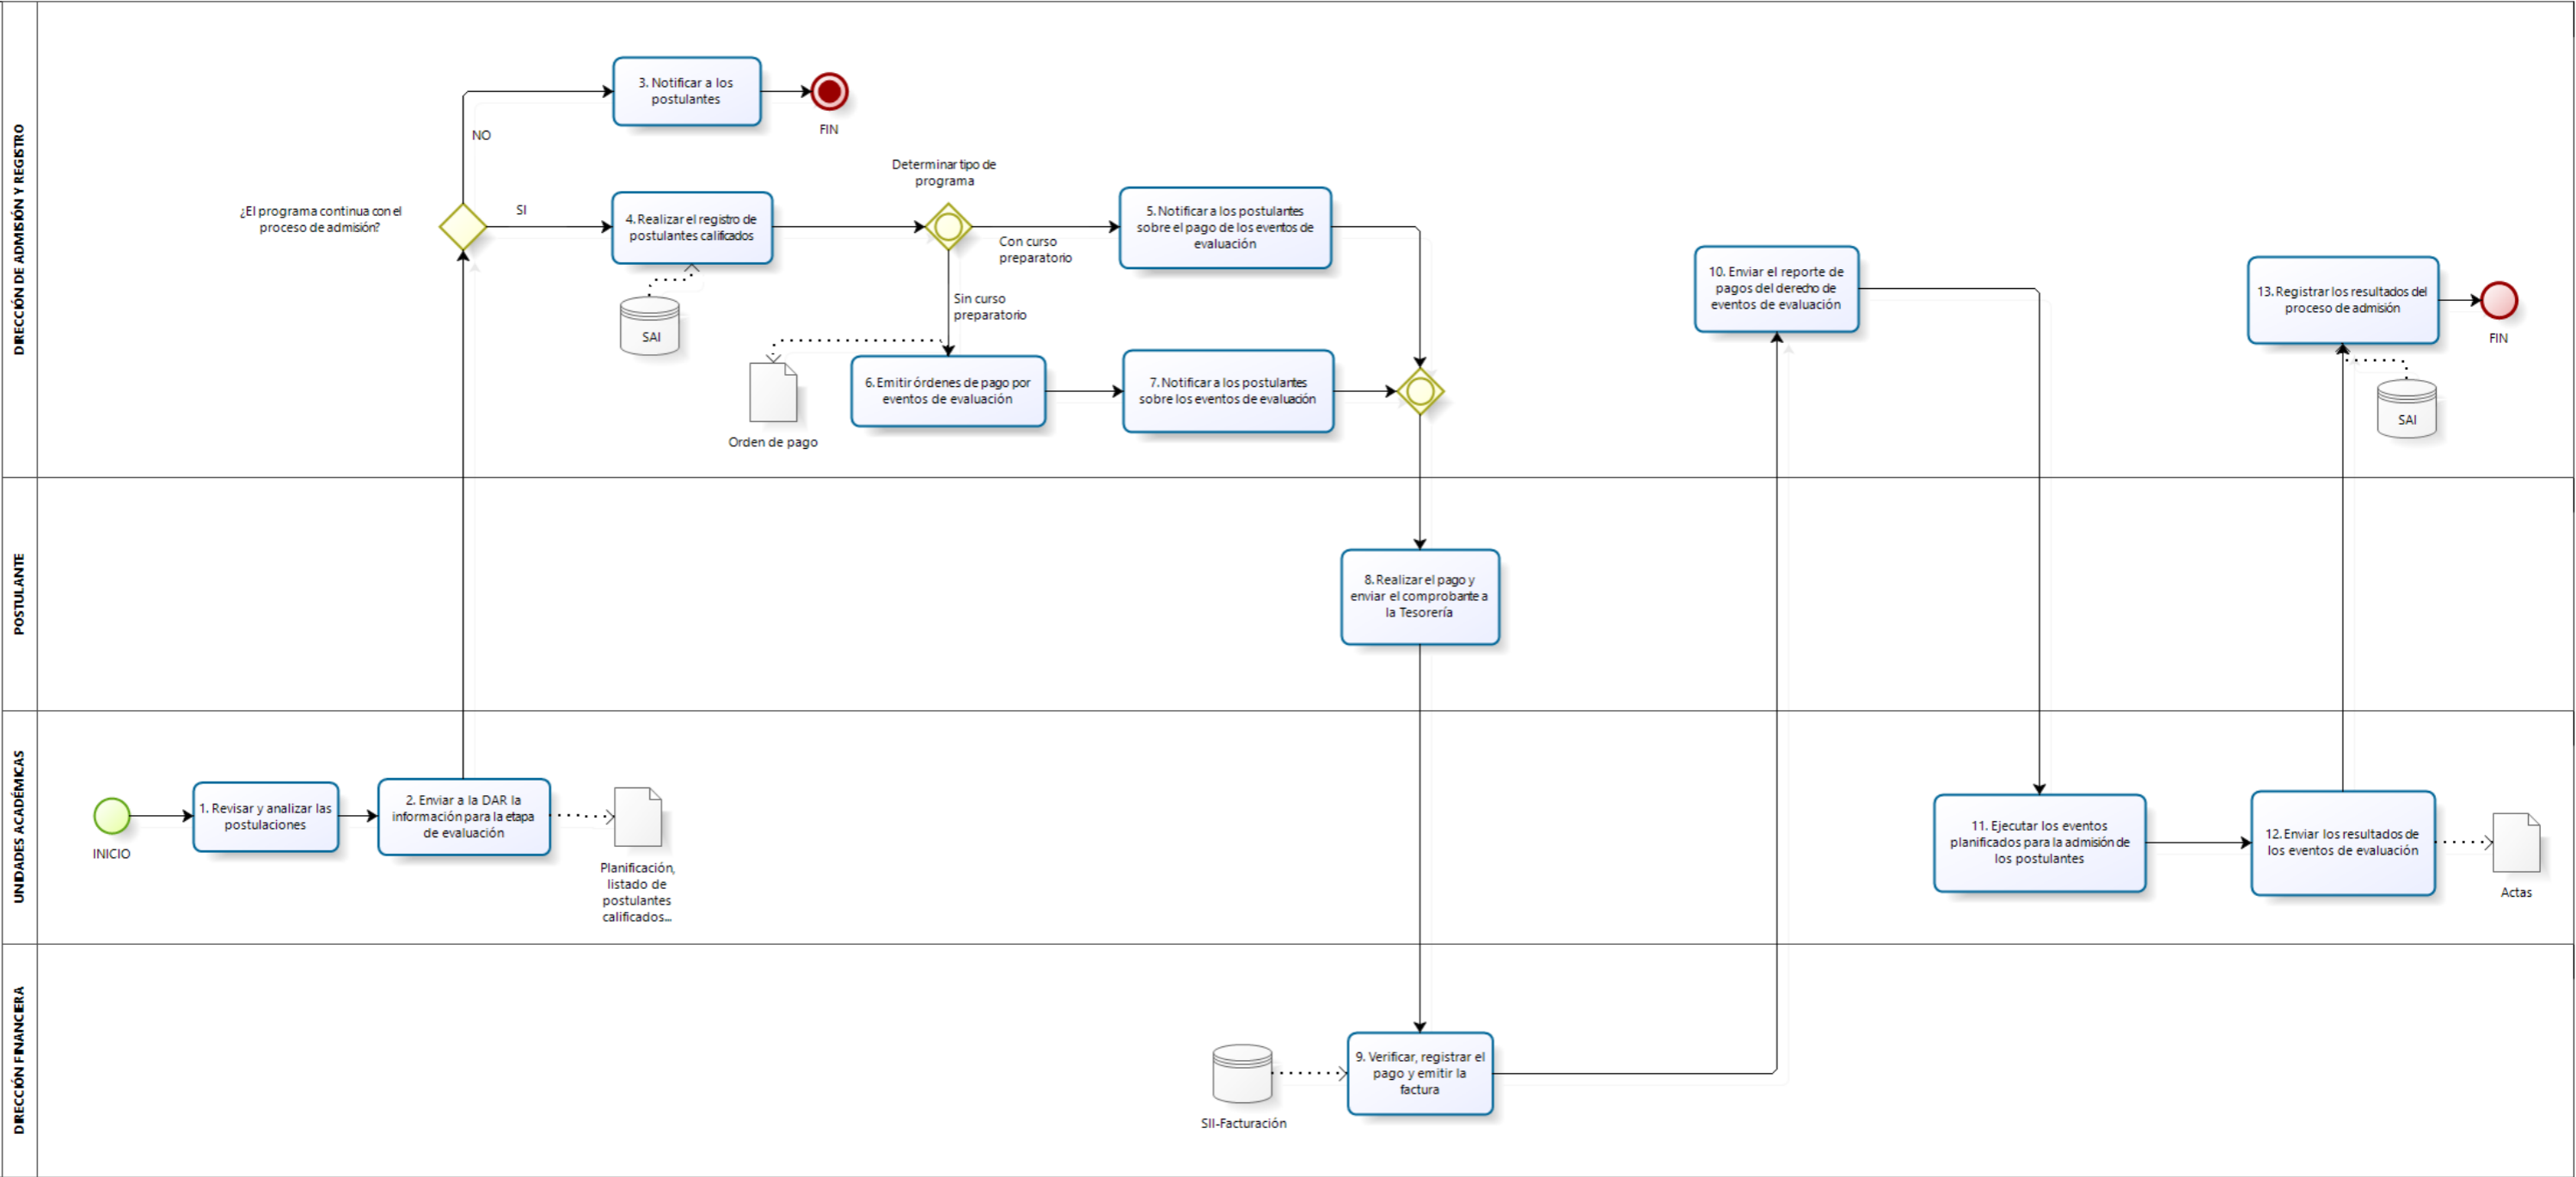 DIRECCIÓN DE ADMISIÓN Y REGISTRO
3. Notificar a los
postulantes
FIN
NO
¿El programa continua con el
proceso de admisión?
SI
4. Realizar el registro de
postulantes calificados
SAI
Determinar tipo de
programa
Con curso
preparatorio
Sin curso
preparatorio
5. Notificar a los postulantes
sobre el pago de los eventos de
evaluación
Orden de pago
6. Emitir órdenes de pago por
eventos de evaluación
7. Notificar a los postulantes
sobre los eventos de evaluación
10. Enviar el reporte de
pagos del derecho de
eventos de evaluación
13. Registrar los resultados del
proceso de admisión
FIN
SAI
POSTULANTE
8. Realizar el pago y
enviar el comprobante a
la Tesorería
UNIDADES ACADÉMICAS
INICIO
1. Revisar y analizar las
postulaciones
2. Enviar a la DAR la
información para la etapa
de evaluación
Planificación,
listado de
postulantes
calificados...
11. Ejecutar los eventos
planificados para la admisión de
los postulantes
12. Enviar los resultados de
los eventos de evaluación
Actas
DIRECCIÓN FINANCIERA
SII-Facturación
9. Verificar, registrar el
pago y emitir la
factura